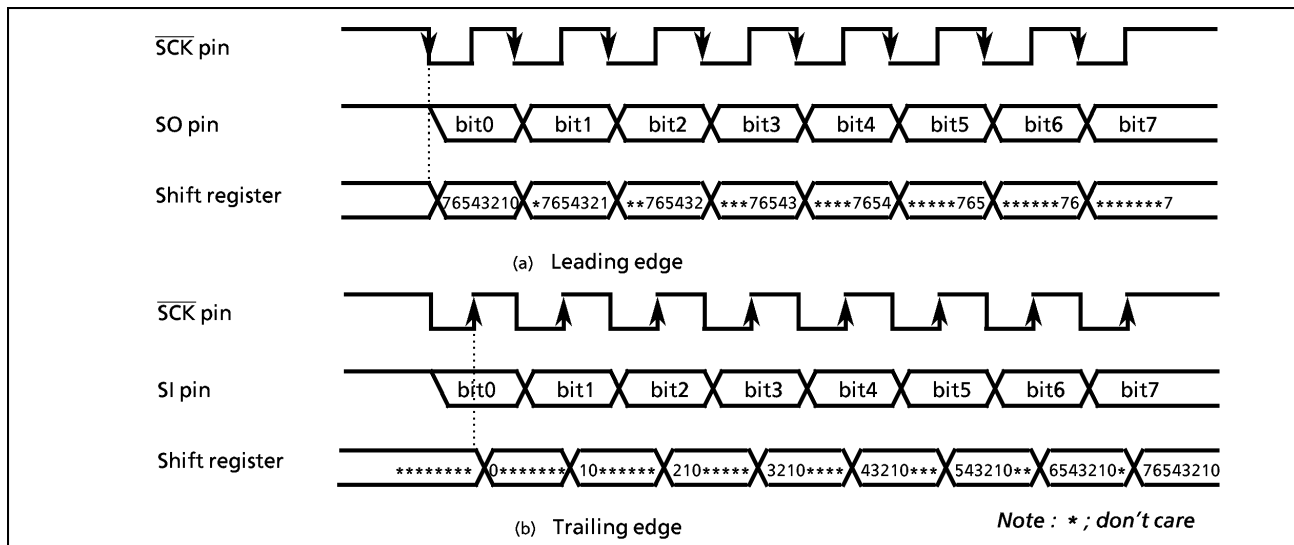 SCK pin
SO pin
bit0 bit1 bit2 bit3 bit4 bit5 bit6 bit7
Shift register
76543210 *7654321 **765432 ***76543 ****7654 *****765 ******76 *******7
(a) Leading edge
SCK pin
SI pin
bit0 bit1 bit2 bit3 bit4 bit5 bit6 bit7
Shift register
******** 0******* 10****** 210***** 3210**** 43210*** 543210** 6543210* 76543210
(b) Trailing edge
Note : * ; don't care